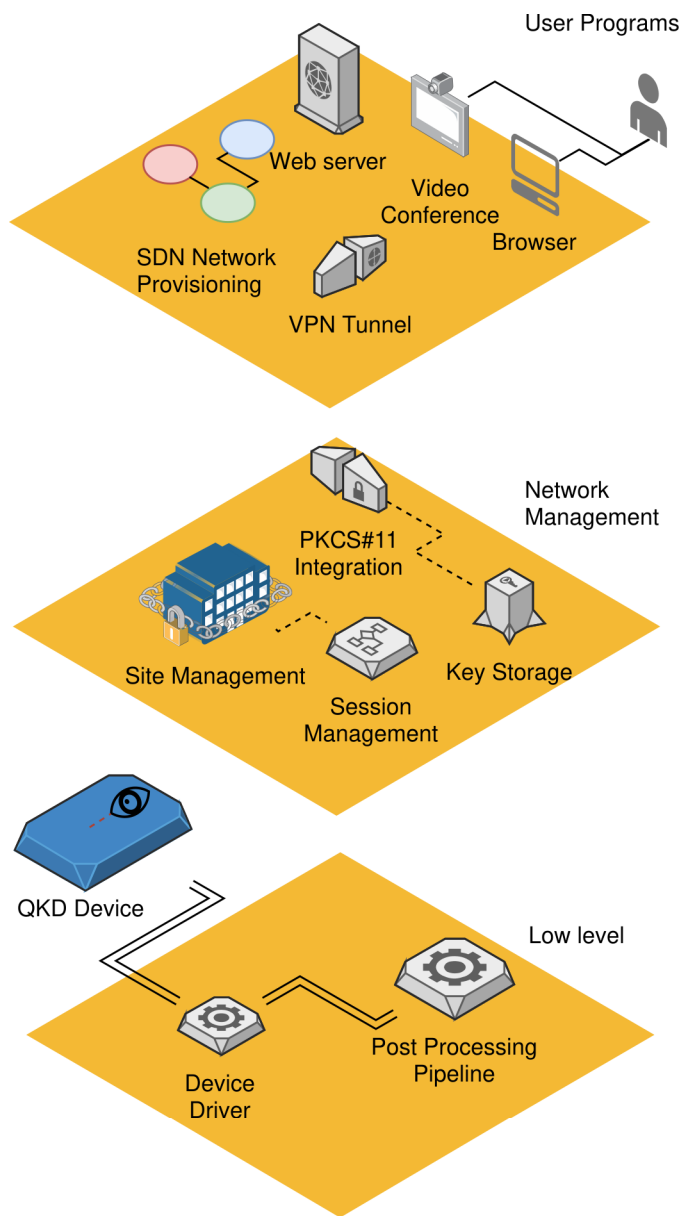 User Programs
Web server
Video
Conference
Browser
SDN Network
Provisioning
VPN Tunnel
Network
Management
PKCS#11
Integration
Site Management
Key Storage
Session
Management
QKD Device
Low level
Post Processing
Pipeline
Device
Driver